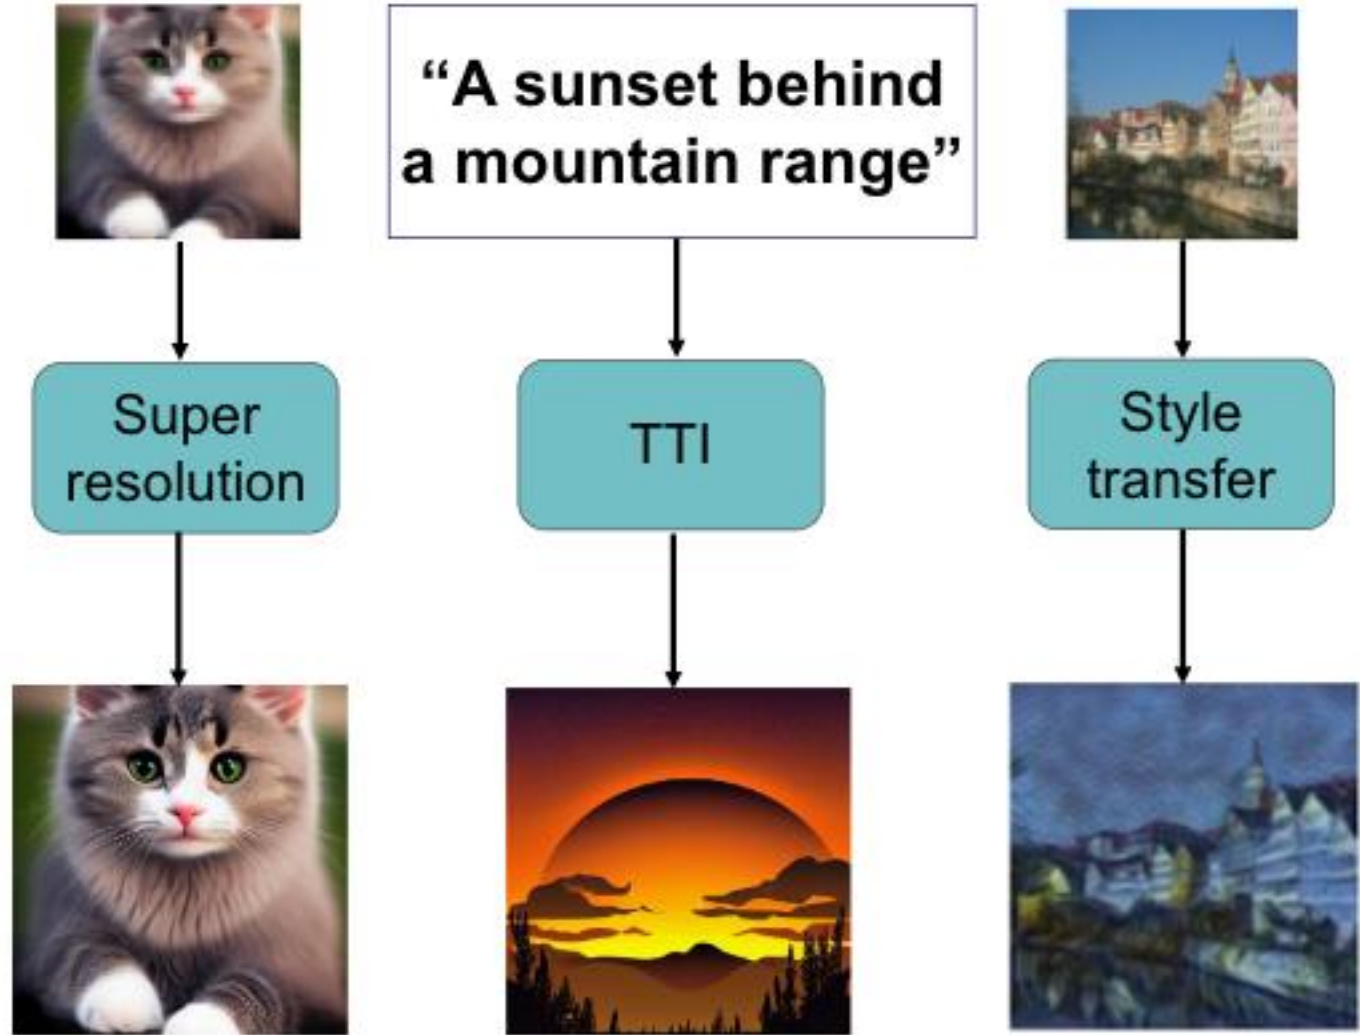 “A sunset behind
a mountain range”
Super
resolution
TTI
Style
transfer